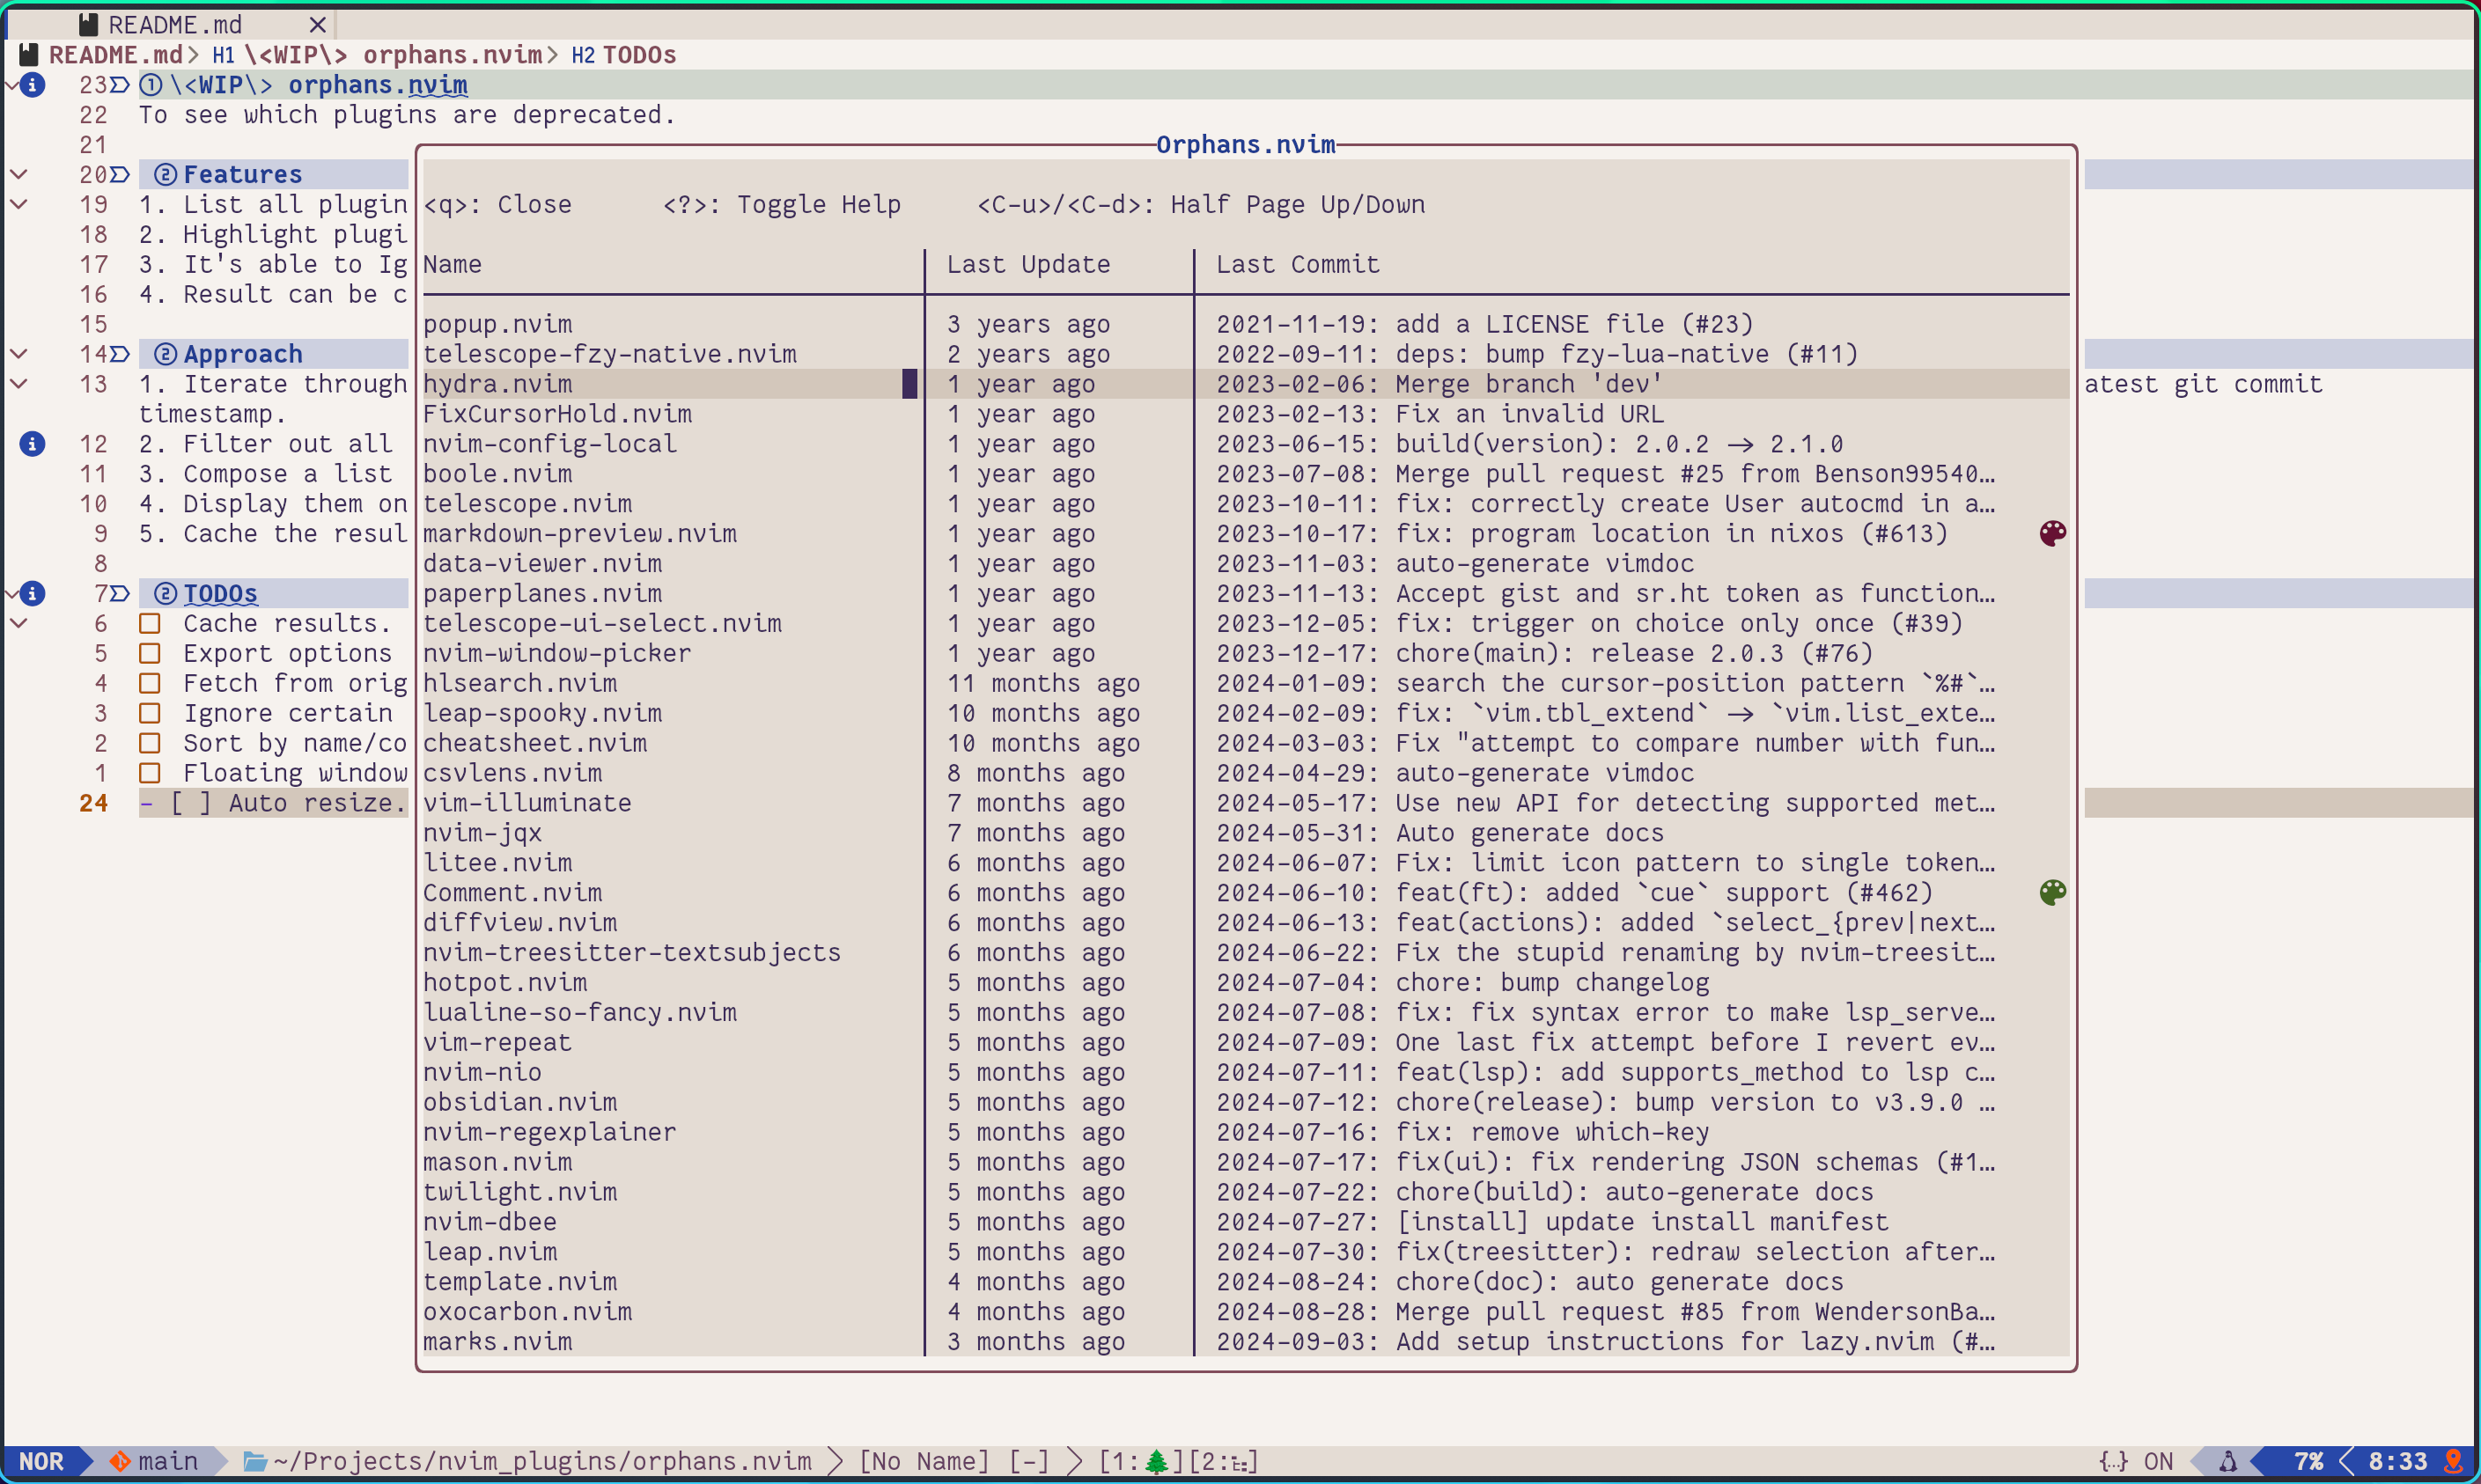 README.md
README.md> H1 \<WIP\> orphans.nvim> H2 TODOs
23 1 \<WIP\> orphans.nvim
22 To see which plugins are deprecated.
21
20 2 Features
19 1. List all plugin
18 2. Highlight plugi
17 3. It's able to Ig
16 4. Result can be c
15
14 2 Approach
13 1. Iterate through atest git commit
timestamp.
12 2. Filter out all
11 3. Compose a list
10 4. Display them on
9 5. Cache the resul
8
7 2 TODOs
6 Cache results.
5 Export options
4 Fetch from orig
3 Ignore certain
2 Sort by name/co
1 Floating window
24 - [ ] Auto resize.
Orphans.nvim
<q>: Close <?>: Toggle Help <C-u>/<C-d>: Half Page Up/Down
Name Last Update Last Commit
popup.nvim 3 years ago 2021-11-19: add a LICENSE file (#23)
telescope-fzy-native.nvim 2 years ago 2022-09-11: deps: bump fzy-lua-native (#11)
hydra.nvim 1 year ago 2023-02-06: Merge branch 'dev'
FixCursorHold.nvim 1 year ago 2023-02-13: Fix an invalid URL
nvim-config-local 1 year ago 2023-06-15: build(version): 2.0.2 → 2.1.0
boole.nvim 1 year ago 2023-07-08: Merge pull request #25 from Benson99540…
telescope.nvim 1 year ago 2023-10-11: fix: correctly create User autocmd in a…
markdown-preview.nvim 1 year ago 2023-10-17: fix: program location in nixos (#613)
data-viewer.nvim 1 year ago 2023-11-03: auto-generate vimdoc
paperplanes.nvim 1 year ago 2023-11-13: Accept gist and sr.ht token as function…
telescope-ui-select.nvim 1 year ago 2023-12-05: fix: trigger on choice only once (#39)
nvim-window-picker 1 year ago 2023-12-17: chore(main): release 2.0.3 (#76)
hlsearch.nvim 11 months ago 2024-01-09: search the cursor-position pattern `%#`…
leap-spooky.nvim 10 months ago 2024-02-09: fix: `vim.tbl_extend` → `vim.list_exte…
cheatsheet.nvim 10 months ago 2024-03-03: Fix "attempt to compare number with fun…
csvlens.nvim 8 months ago 2024-04-29: auto-generate vimdoc
vim-illuminate 7 months ago 2024-05-17: Use new API for detecting supported met…
nvim-jqx 7 months ago 2024-05-31: Auto generate docs
litee.nvim 6 months ago 2024-06-07: Fix: limit icon pattern to single token…
Comment.nvim 6 months ago 2024-06-10: feat(ft): added `cue` support (#462)
diffview.nvim 6 months ago 2024-06-13: feat(actions): added `select_{prev|next…
nvim-treesitter-textsubjects 6 months ago 2024-06-22: Fix the stupid renaming by nvim-treesit…
hotpot.nvim 5 months ago 2024-07-04: chore: bump changelog
lualine-so-fancy.nvim 5 months ago 2024-07-08: fix: fix syntax error to make lsp_serve…
vim-repeat 5 months ago 2024-07-09: One last fix attempt before I revert ev…
nvim-nio 5 months ago 2024-07-11: feat(lsp): add supports_method to lsp c…
obsidian.nvim 5 months ago 2024-07-12: chore(release): bump version to v3.9.0 …
nvim-regexplainer 5 months ago 2024-07-16: fix: remove which-key
mason.nvim 5 months ago 2024-07-17: fix(ui): fix rendering JSON schemas (#1…
twilight.nvim 5 months ago 2024-07-22: chore(build): auto-generate docs
nvim-dbee 5 months ago 2024-07-27: [install] update install manifest
leap.nvim 5 months ago 2024-07-30: fix(treesitter): redraw selection after…
template.nvim 4 months ago 2024-08-24: chore(doc): auto generate docs
oxocarbon.nvim 4 months ago 2024-08-28: Merge pull request #85 from WendersonBa…
marks.nvim 3 months ago 2024-09-03: Add setup instructions for lazy.nvim (#…
NOR main ~/Projects/nvim_plugins/orphans.nvim [No Name] [-] [1:🌲][2:] {…} ON 7% 8:33